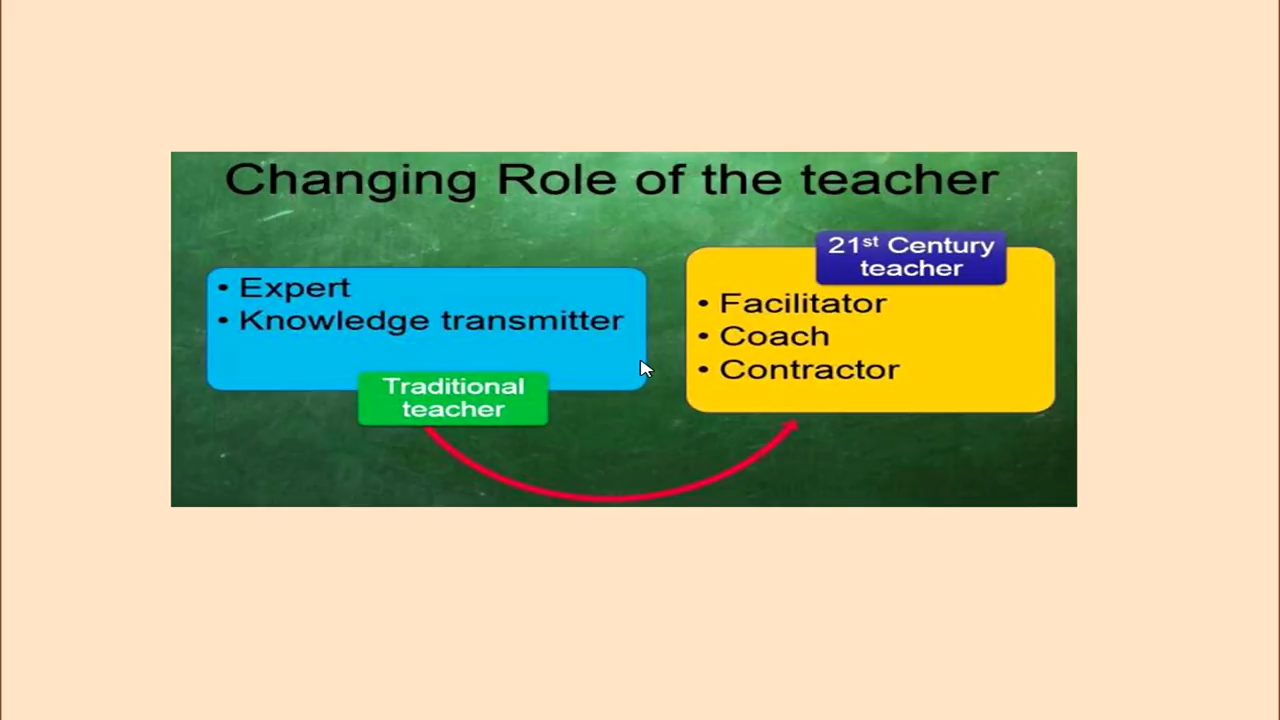 Changing Role of the teacher
• Expert
• Knowledge transmitter
Traditional
teacher
21st Century
teacher
• Facilitator
• Coach
• Contractor